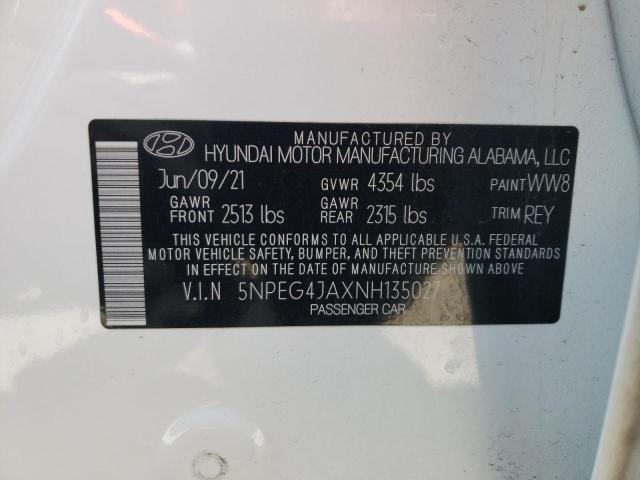 MANUFACTURED BY
HYUNDAI MOTOR MANUFACTURING ALABAMA, LLC
Jun/09/21 GVWR 4354 lbs PAINT WW8
GAWR FRONT 2513 lbs GAWR REAR 2315 lbs TRIM REY
THIS VEHICLE CONFORMS TO ALL APPLICABLE U.S.A. FEDERAL
MOTOR VEHICLE SAFETY, BUMPER, AND THEFT PREVENTION STANDARDS
IN EFFECT ON THE DATE OF MANUFACTURE SHOWN ABOVE.
V.I.N 5NPEG4JAXNH135027
PASSENGER CAR